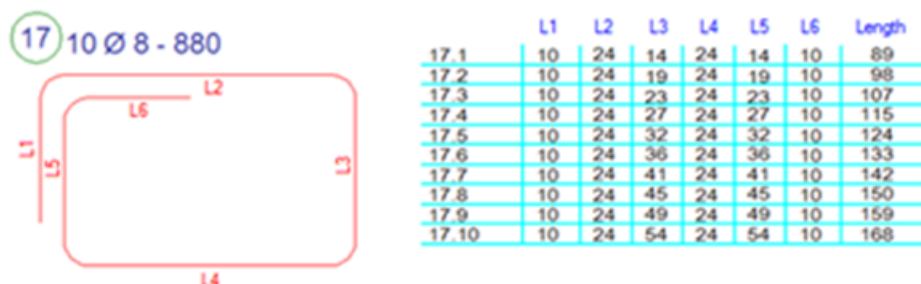 17 10 Ø 8 - 880
L2
L6
L1
L5
L3
L4
L1 L2 L3 L4 L5 L6 Length
17.1 10 24 14 24 14 10 89
17.2 10 24 19 24 19 10 98
17.3 10 24 23 24 23 10 107
17.4 10 24 27 24 27 10 115
17.5 10 24 32 24 32 10 124
17.6 10 24 36 24 36 10 133
17.7 10 24 41 24 41 10 142
17.8 10 24 45 24 45 10 150
17.9 10 24 49 24 49 10 159
17.10 10 24 54 24 54 10 168